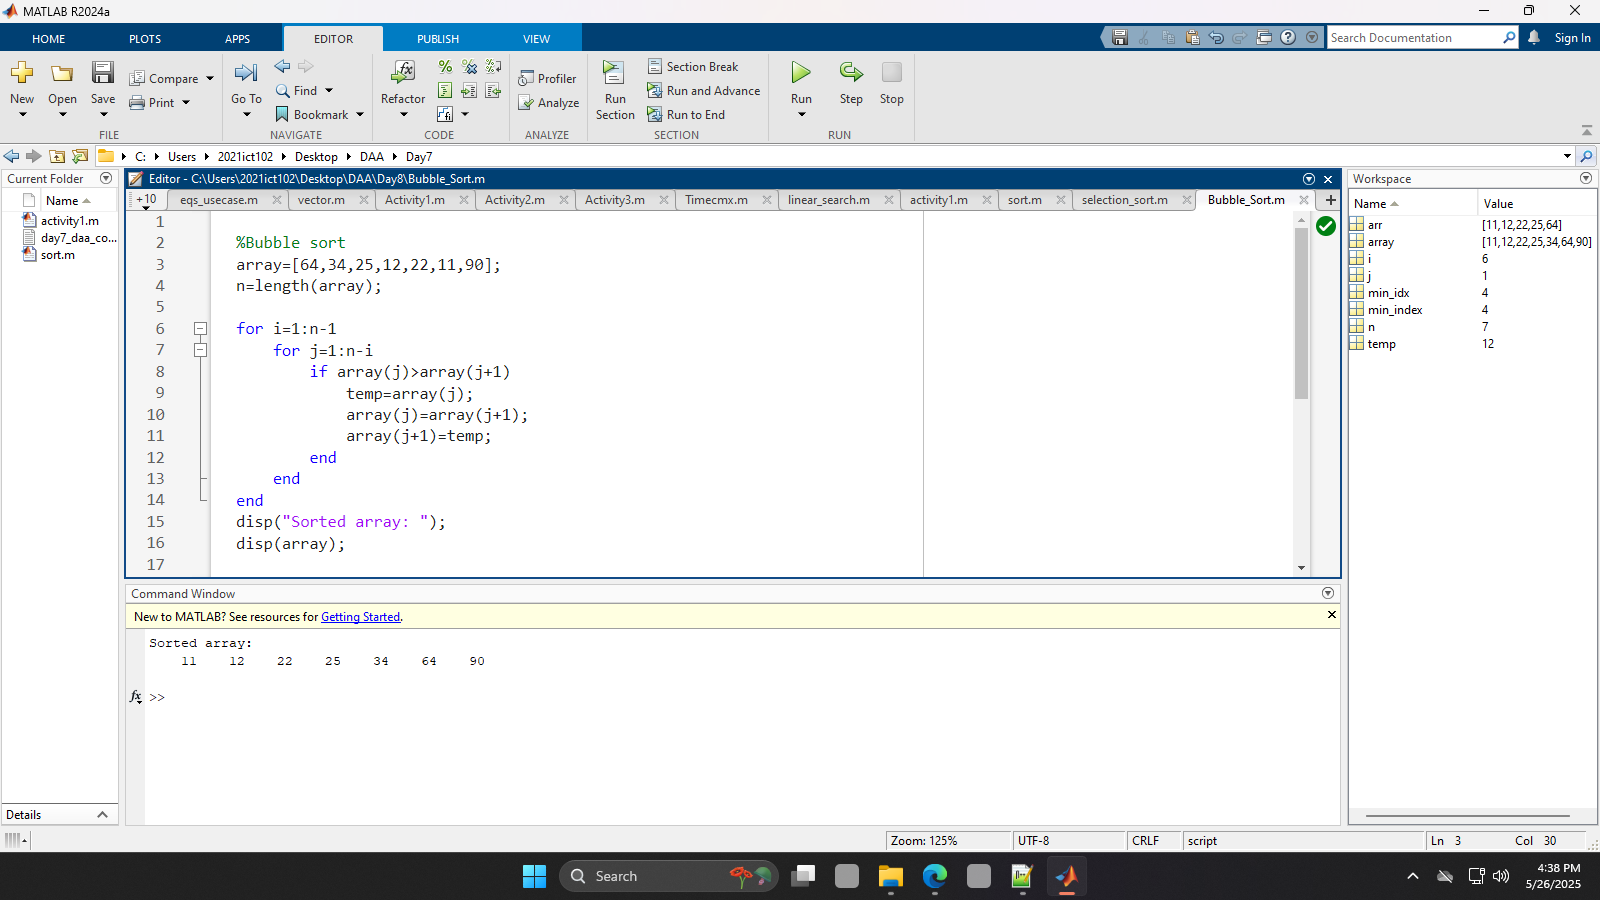 MATLAB R2024a
HOME PLOTS APPS EDITOR PUBLISH VIEW
Search Documentation
Sign In
New Open Save Compare Print
FILE
Go To Find Bookmark
NAVIGATE
Refactor
CODE
Profiler
Analyze
ANALYZE
Run Section
Section Break
Run and Advance
Run to End
SECTION
Run Step Stop
RUN
C: Users 2021ict102 Desktop DAA Day7
Current Folder
Name
activity1.m
day7_daa_co...
sort.m
Details
Editor - C:\Users\2021ict102\Desktop\DAA\Day8\Bubble_Sort.m
+10 eqs_usecase.m vector.m Activity1.m Activity2.m Activity3.m Timecmx.m linear_search.m activity1.m sort.m selection_sort.m Bubble_Sort.m
1
2 %Bubble sort
3 array=[64,34,25,12,22,11,90];
4 n=length(array);
5
6 for i=1:n-1
7 for j=1:n-i
8 if array(j)>array(j+1)
9 temp=array(j);
10 array(j)=array(j+1);
11 array(j+1)=temp;
12 end
13 end
14 end
15 disp("Sorted array: ");
16 disp(array);
17
Command Window
New to MATLAB? See resources for Getting Started.
Sorted array:
11 12 22 25 34 64 90
fx >>
Workspace
Name Value
arr [11,12,22,25,64]
array [11,12,22,25,34,64,90]
i 6
j 1
min_idx 4
min_index 4
n 7
temp 12
Zoom: 125% UTF-8 CRLF script Ln 3 Col 30
Search
4:38 PM
5/26/2025